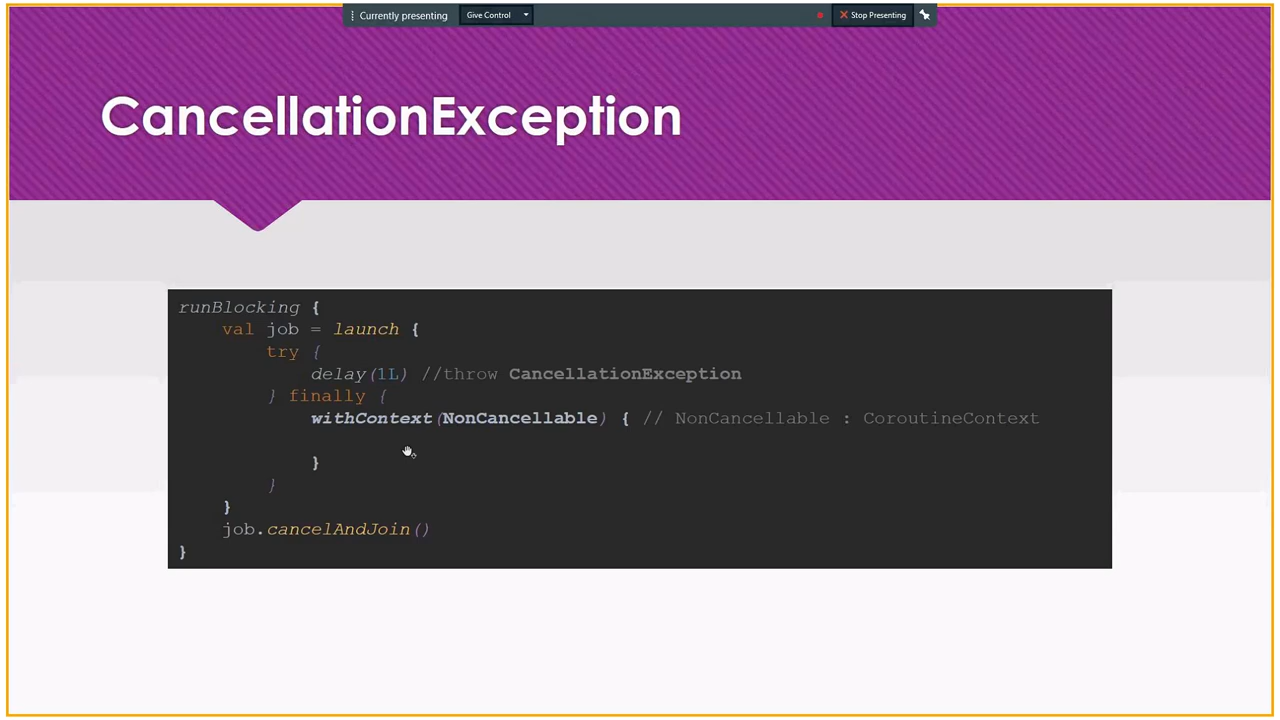 Currently presenting Give Control Stop Presenting
CancellationException
runBlocking {
val job = launch {
try {
delay(1L) //throw CancellationException
} finally {
withContext(NonCancellable) { // NonCancellable : CoroutineContext
}
}
}
job.cancelAndJoin()
}